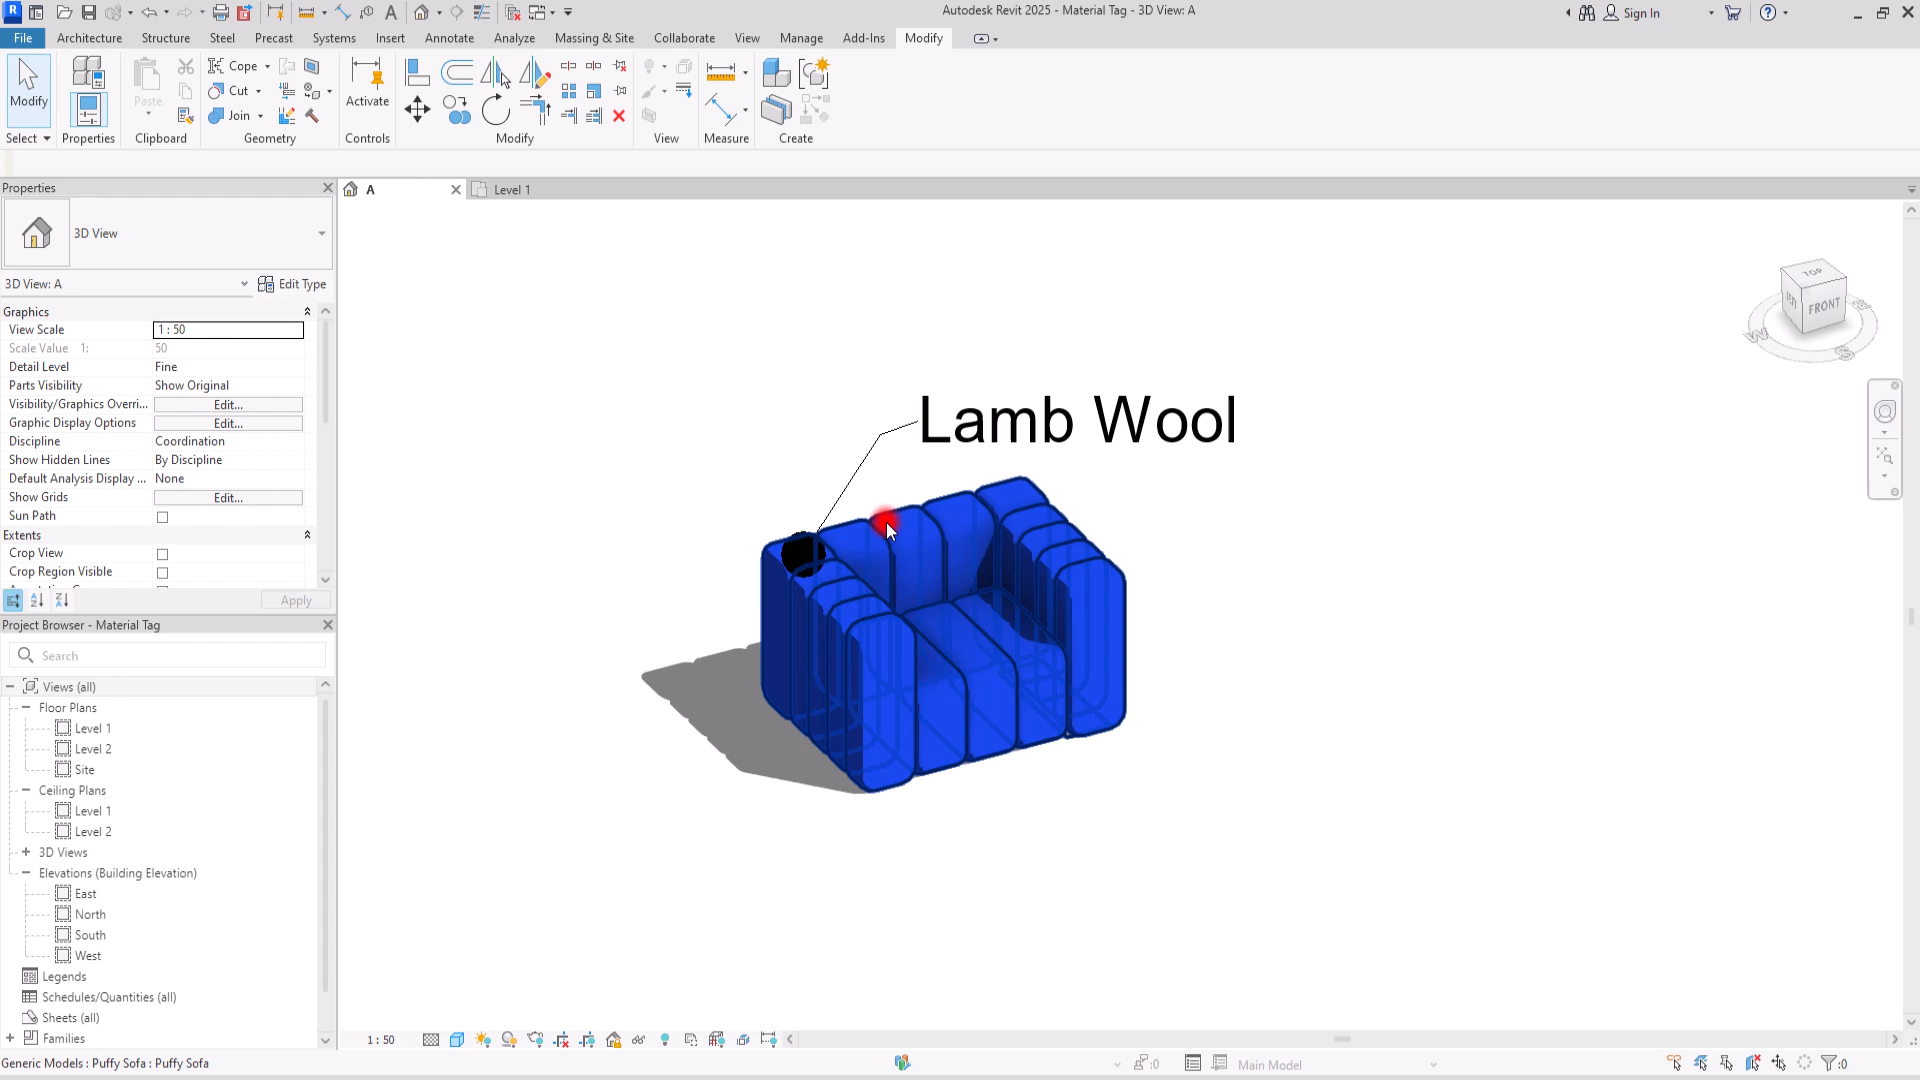 Autodesk Revit 2025 - Material Tag - 3D View: A
Sign In
File Architecture Structure Steel Precast Systems Insert Annotate Analyze Massing & Site Collaborate View Manage Add-Ins Modify
Modify
Paste
Cope
Cut
Join
Activate
Select Properties Clipboard Geometry Controls Modify View Measure Create
Properties
A
Level 1
3D View
3D View: A
Edit Type
Graphics
View Scale 1 : 50
Scale Value 1: 50
Detail Level Fine
Parts Visibility Show Original
Visibility/Graphics Overri... Edit...
Graphic Display Options Edit...
Discipline Coordination
Show Hidden Lines By Discipline
Default Analysis Display ... None
Show Grids Edit...
Sun Path
Extents
Crop View
Crop Region Visible
Apply
Project Browser - Material Tag
Search
Views (all)
Floor Plans
Level 1
Level 2
Site
Ceiling Plans
Level 1
Level 2
3D Views
Elevations (Building Elevation)
East
North
South
West
Legends
Schedules/Quantities (all)
Sheets (all)
Families
Lamb Wool
TOP
FRONT
W
S
1 : 50
Generic Models : Puffy Sofa : Puffy Sofa
:0
Main Model
:0